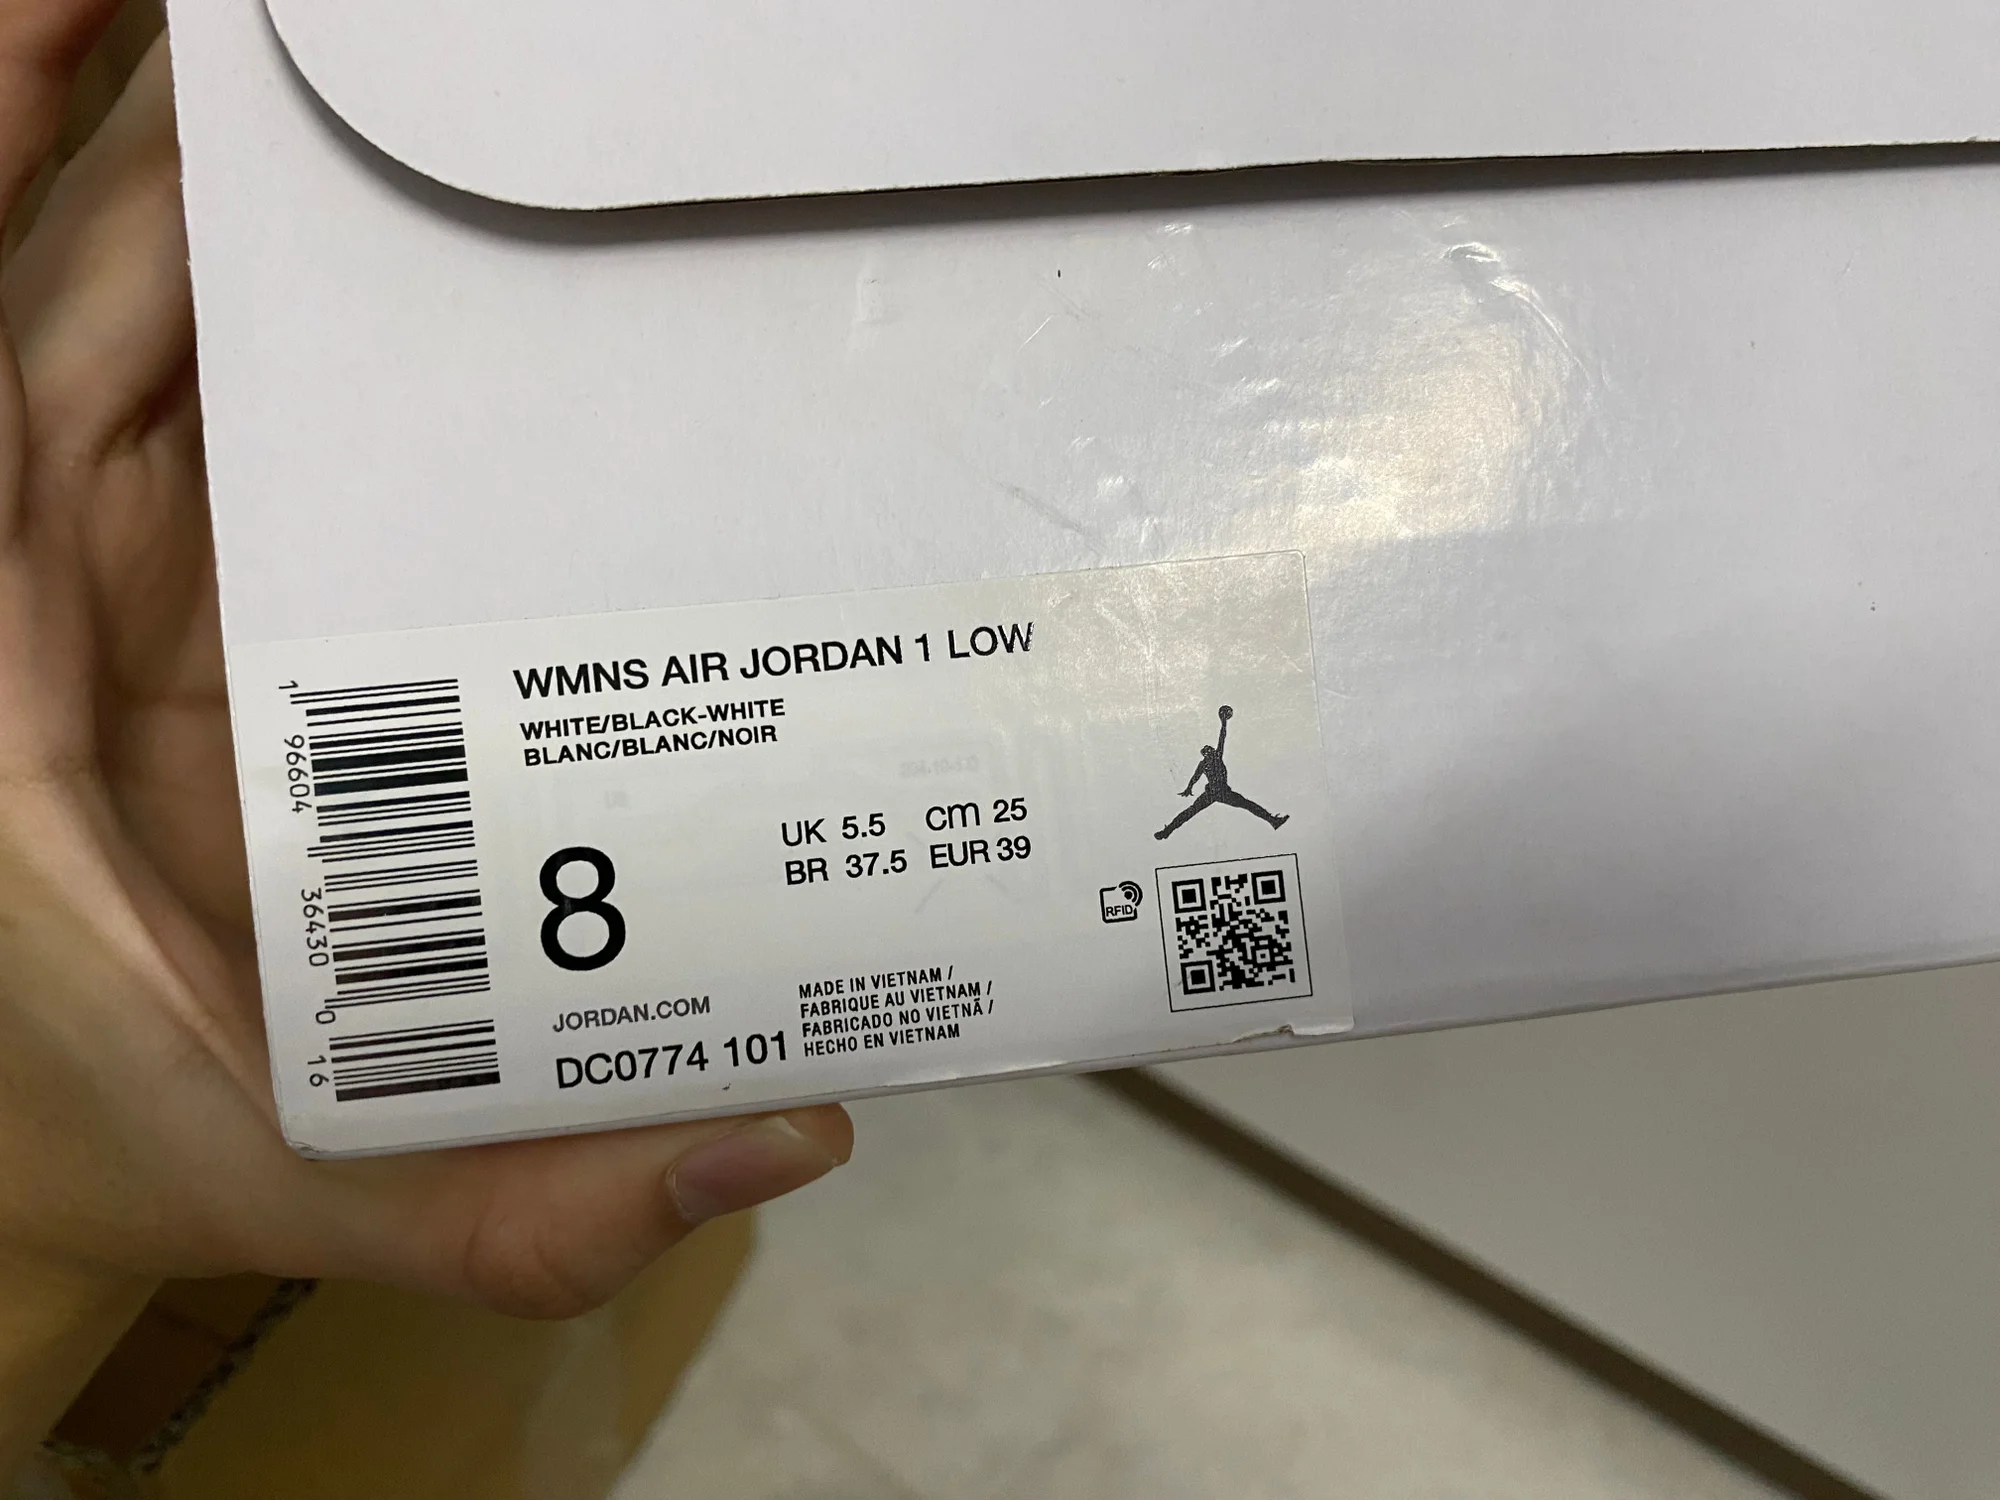 WMNS AIR JORDAN 1 LOW
WHITE/BLACK-WHITE
BLANC/BLANC/NOIR
8
UK 5.5 cm 25
BR 37.5 EUR 39
RFID
JORDAN.COM
DC0774 101
MADE IN VIETNAM /
FABRIQUE AU VIETNAM /
FABRICADO NO VIETNÃ /
HECHO EN VIETNAM
1 96604 36430 0 16